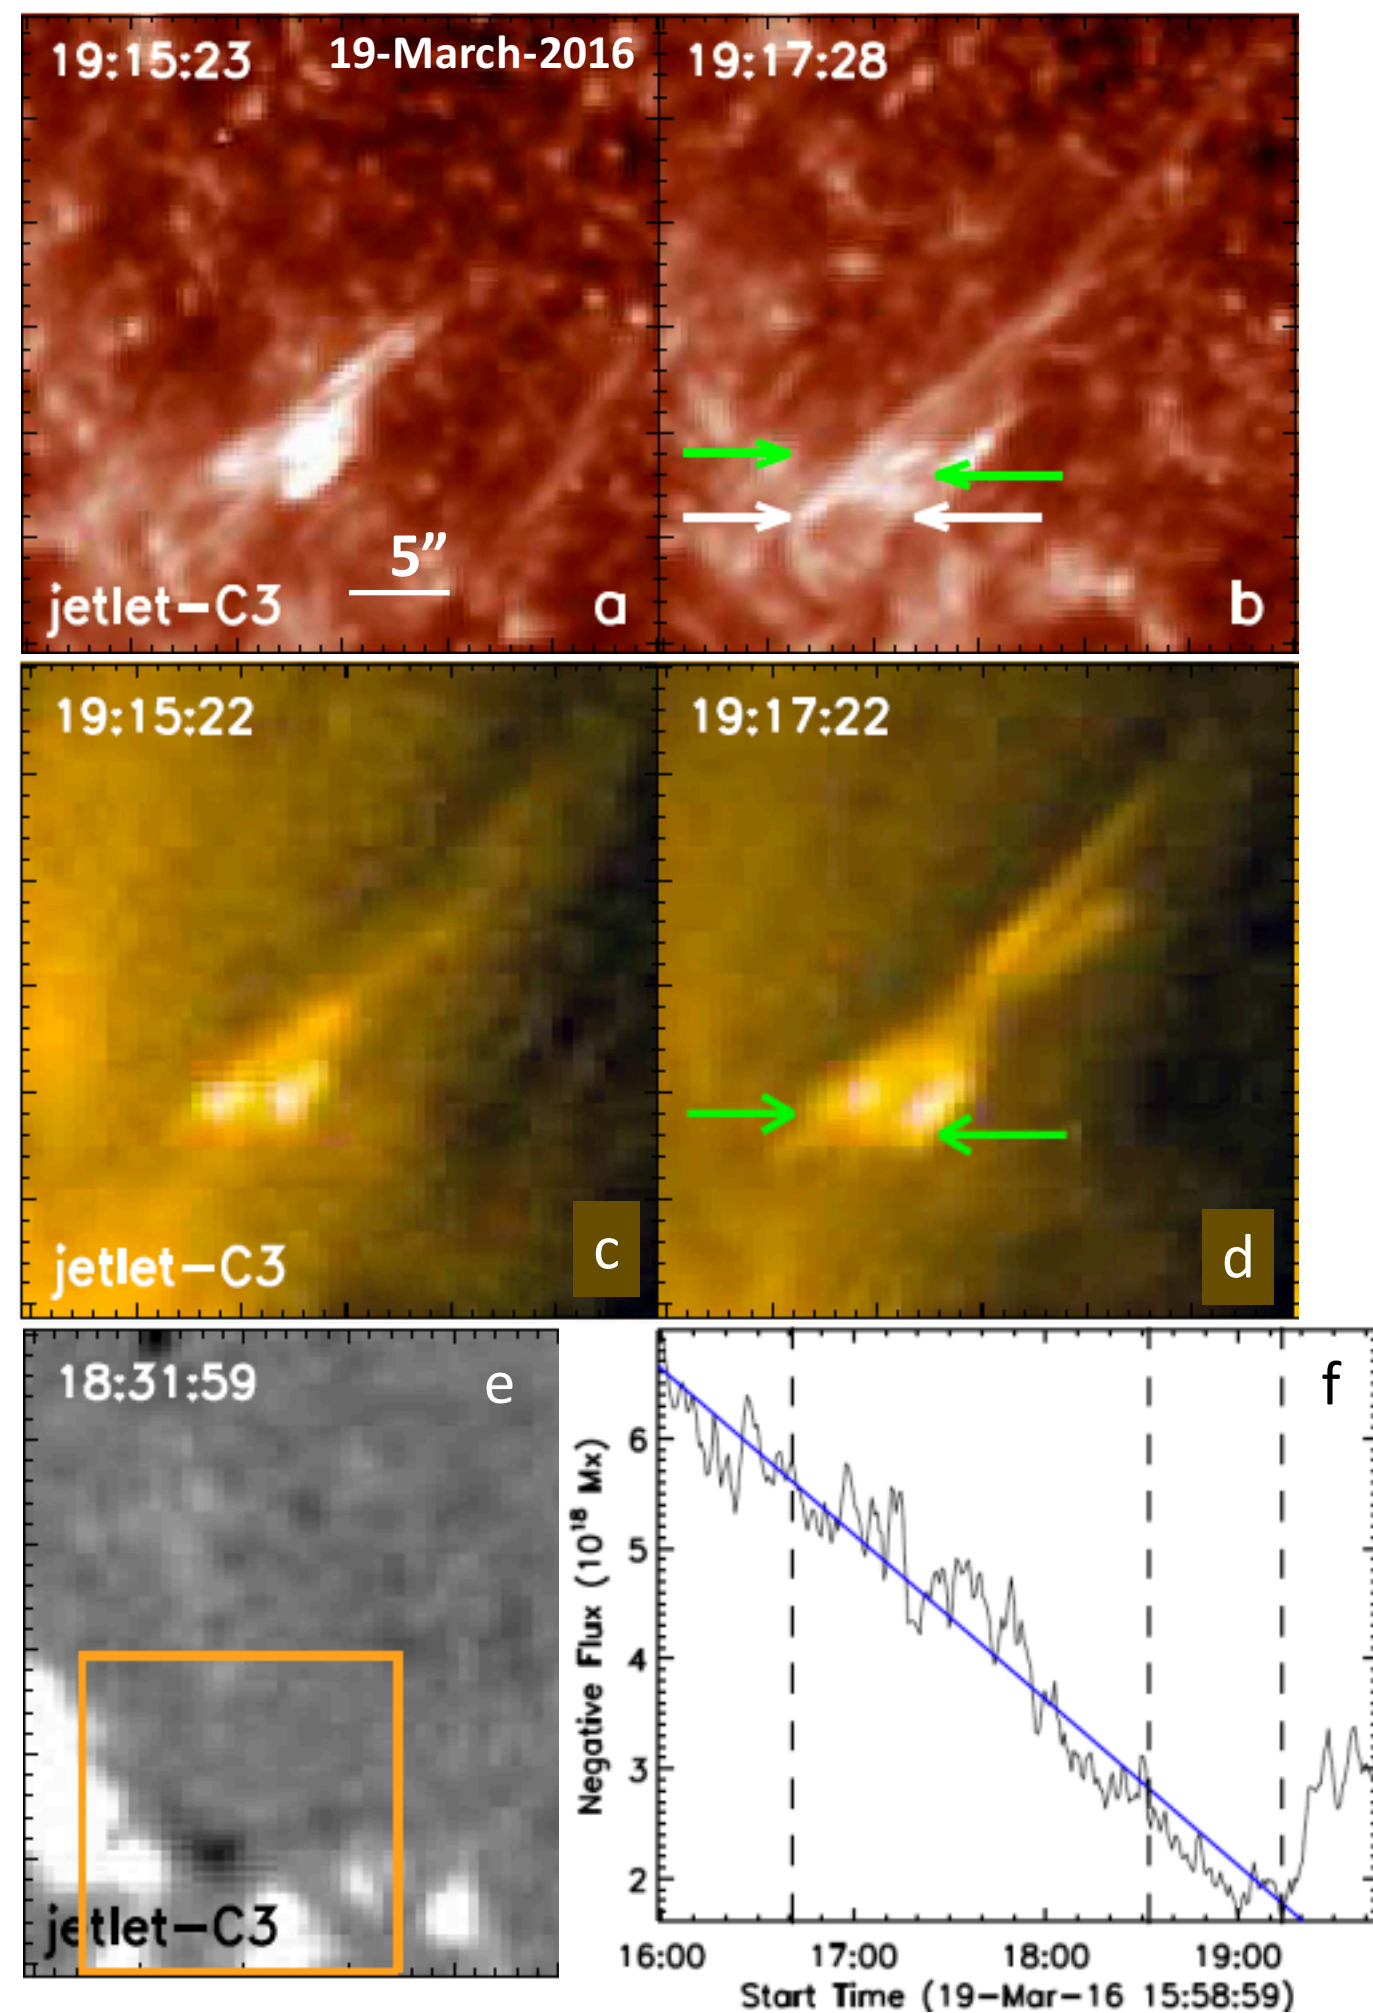 19:15:23
19-March-2016
19:17:28
5”
jetlet-C3
a
b
19:15:22
19:17:22
jetlet-C3
c
d
18:31:59
e
jetlet-C3
f
Negative Flux (10¹⁸ Mx)
6
5
4
3
2
16:00 17:00 18:00 19:00
Start Time (19-Mar-16 15:58:59)